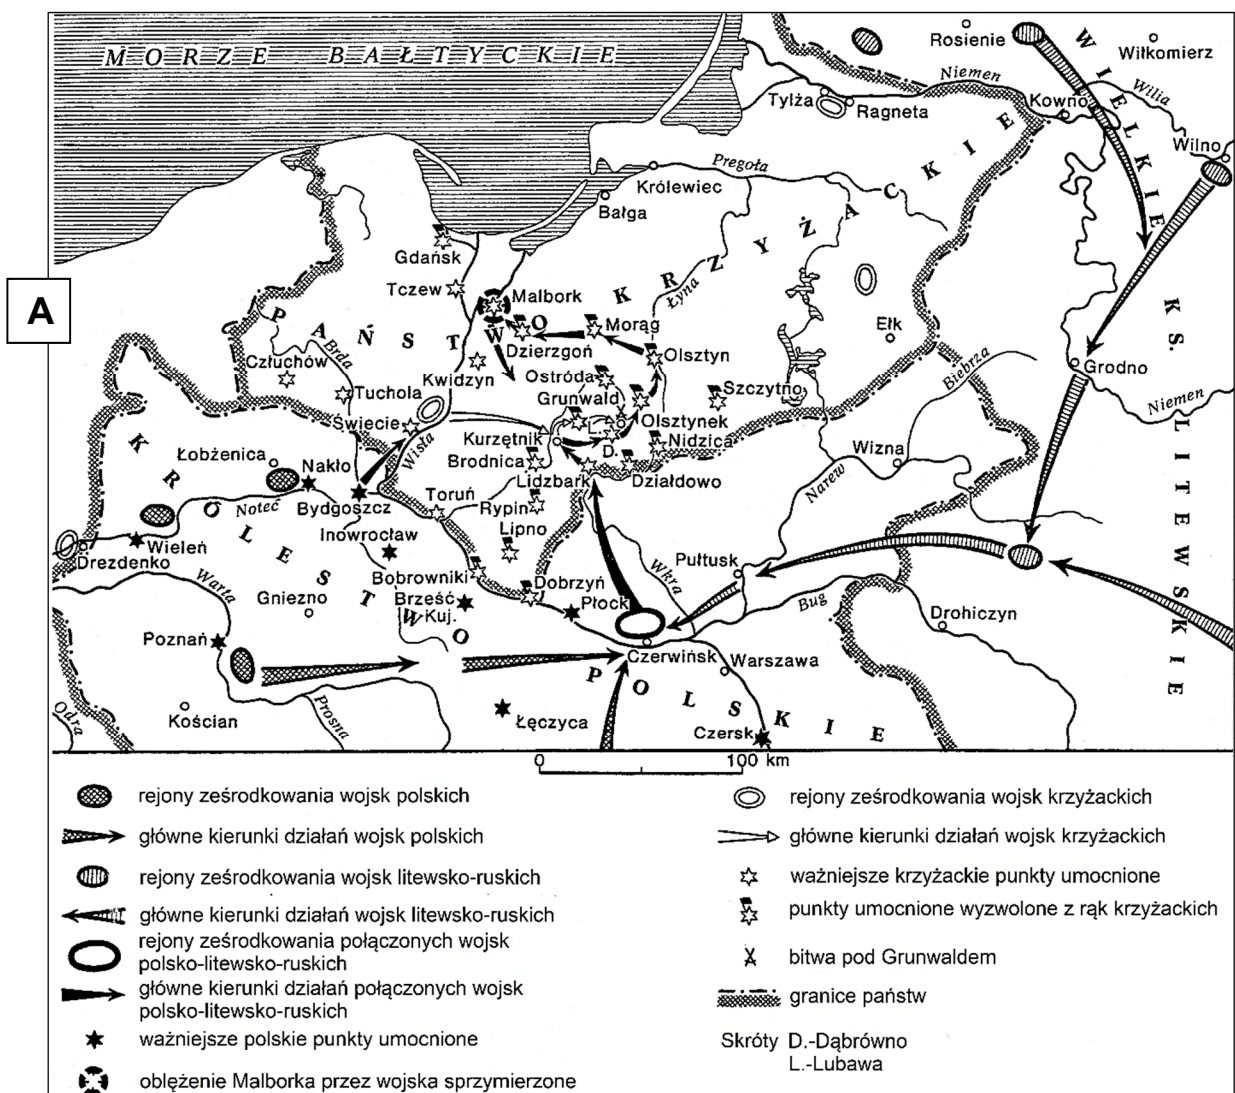 A
MORZE BAŁTYCKIE
Rosienie
Wiłkomierz
WIELKIE
KS. LITEWSKIE
Niemen
Wilia
Tylża
Ragneta
Kowno
Wilno
Pregoła
Królewiec
Bałga
Gdańsk
Tczew
Malbork
PAŃSTWO KRZYŻACKIE
Łyna
Morąg
Dzierzgoń
Olsztyn
Ełk
Grodno
Biebrza
Niemen
Człuchów
Brda
Kwidzyn
Ostróda
Szczytno
Tuchola
Grunwald
Olsztynek
Świecie
Wisła
L.
Kurzętnik
D.
Nidzica
Łobżenica
Nakło
Brodnica
Lidzbark
Działdowo
Wizna
Narew
KRÓLESTWO POLSKIE
Noteć
Bydgoszcz
Toruń
Rypin
Wieleń
Inowrocław
Lipno
Drezdenko
Wkra
Pułtusk
Warta
Bobrowniki
Dobrzyń
Gniezno
Brześć
Kuj.
Płock
Bug
Drohiczyn
Poznań
Czerwińsk
Warszawa
Odra
Kościan
Prosna
Łęczyca
Czersk
0 100 km
rejony ześrodkowania wojsk polskich
główne kierunki działań wojsk polskich
rejony ześrodkowania wojsk litewsko-ruskich
główne kierunki działań wojsk litewsko-ruskich
rejony ześrodkowania połączonych wojsk
polsko-litewsko-ruskich
główne kierunki działań połączonych wojsk
polsko-litewsko-ruskich
ważniejsze polskie punkty umocnione
oblężenie Malborka przez wojska sprzymierzone
rejony ześrodkowania wojsk krzyżackich
główne kierunki działań wojsk krzyżackich
ważniejsze krzyżackie punkty umocnione
punkty umocnione wyzwolone z rąk krzyżackich
bitwa pod Grunwaldem
granice państw
Skróty D.-Dąbrówno
L.-Lubawa